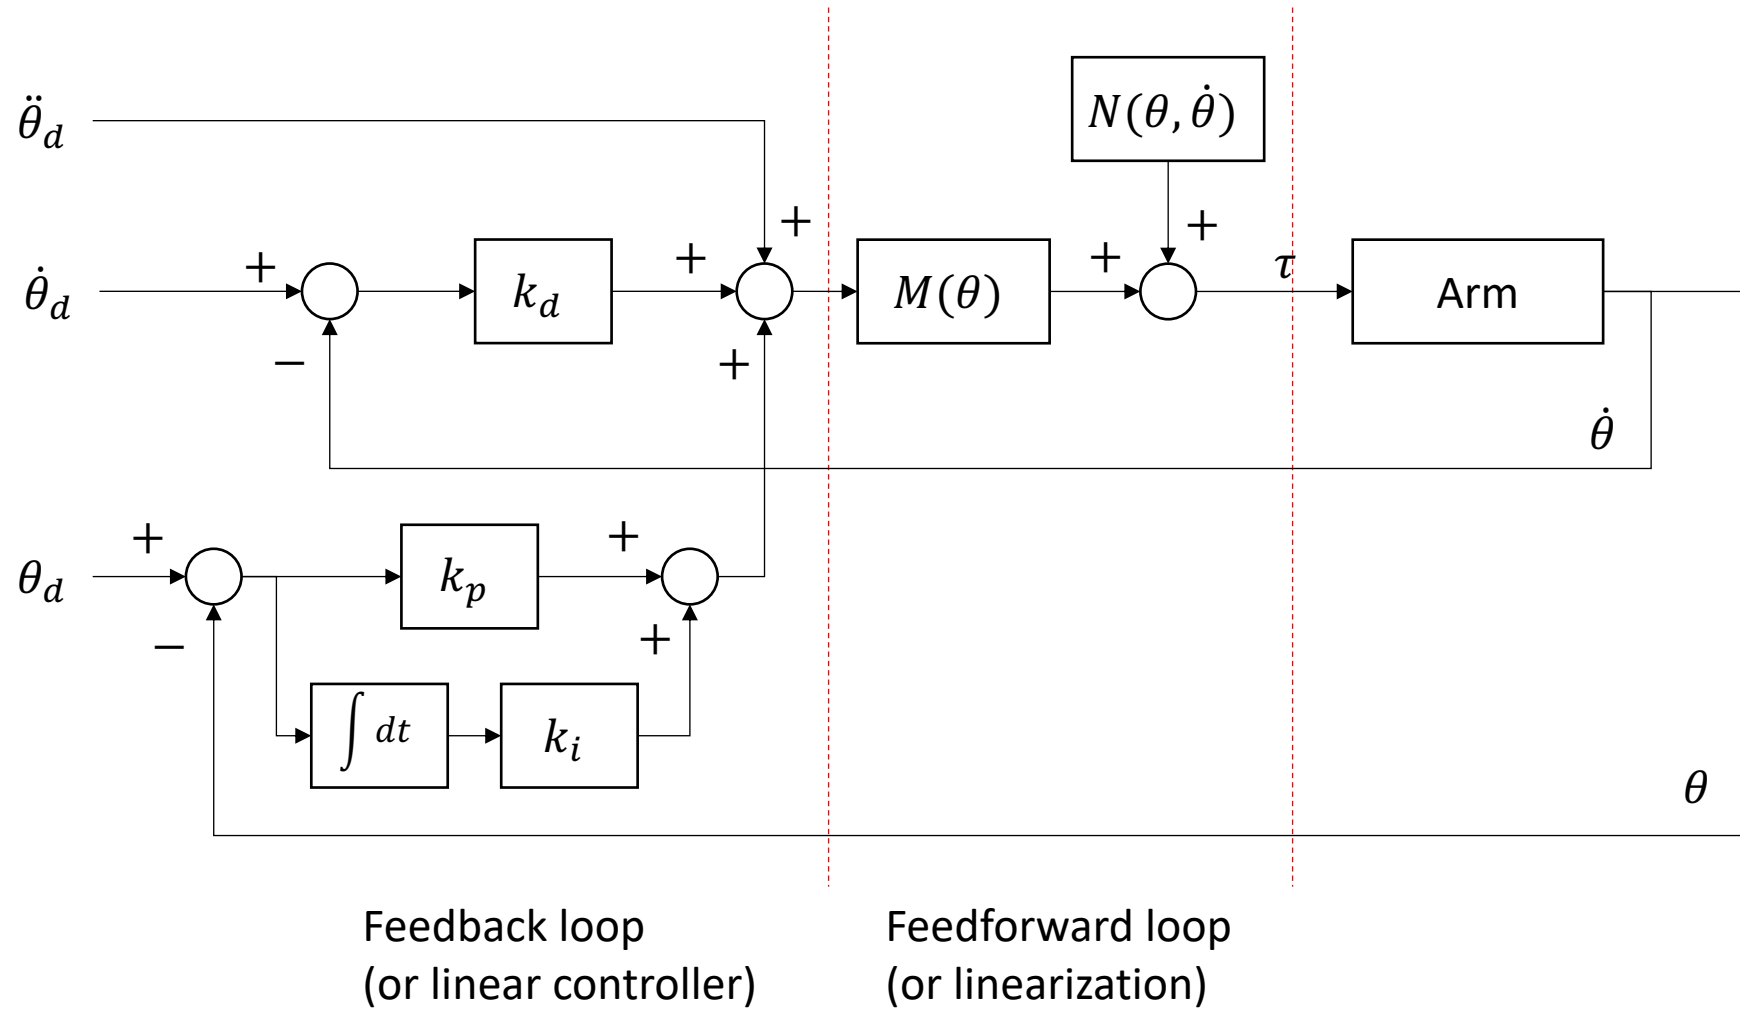 θ̈_d
N(θ, θ̇)
+
+
+
+
+
θ̇_d
k_d
M(θ)
τ
Arm
−
+
θ̇
+
+
θ_d
k_p
−
+
∫ dt
k_i
θ
Feedback loop
(or linear controller)
Feedforward loop
(or linearization)